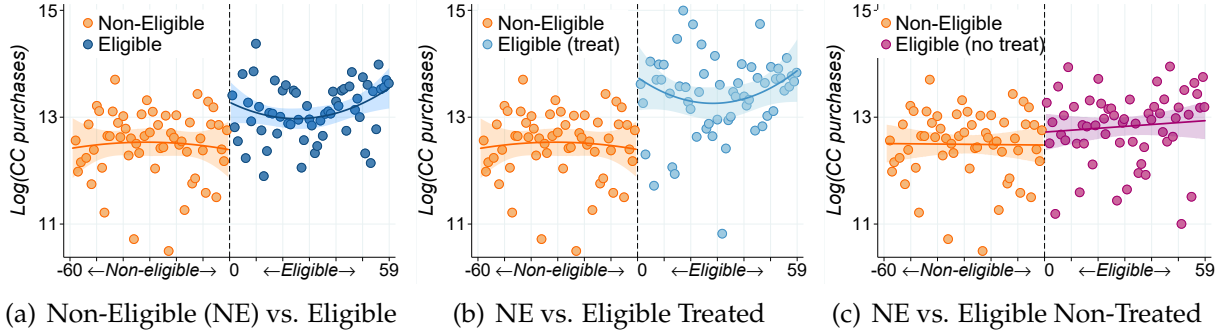 15
13
11
Log(CC purchases)
Non-Eligible
Eligible
-60 ←Non-eligible→ 0 ←Eligible→ 59
(a) Non-Eligible (NE) vs. Eligible
15
13
11
Log(CC purchases)
Non-Eligible
Eligible (treat)
-60 ←Non-eligible→ 0 ←Eligible→ 59
(b) NE vs. Eligible Treated
15
13
11
Log(CC purchases)
Non-Eligible
Eligible (no treat)
-60 ←Non-eligible→ 0 ←Eligible→ 59
(c) NE vs. Eligible Non-Treated